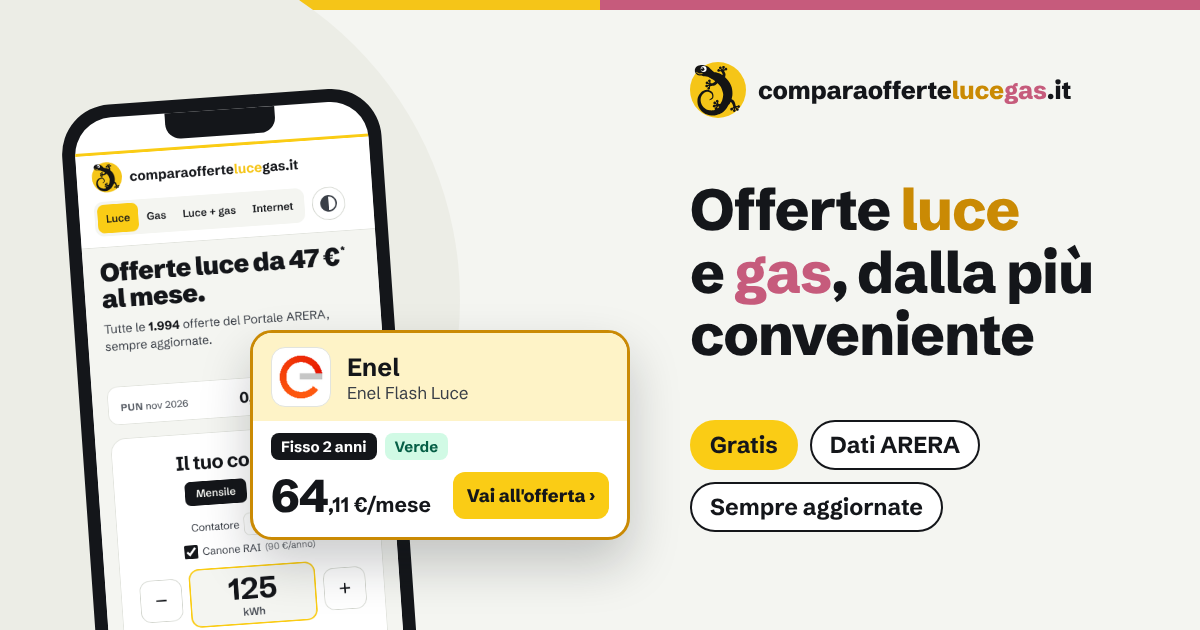 comparaoffertelucegas.it
Offerte luce
e gas, dalla più
conveniente
Gratis
Dati ARERA
Sempre aggiornate
comparaoffertelucegas.it
Luce
Gas
Luce + gas
Internet
Offerte luce da 47 €*
al mese.
Tutte le 1.994 offerte del Portale ARERA,
sempre aggiornate.
PUN nov 2026
Enel
Enel Flash Luce
Fisso 2 anni
Verde
64,11 €/mese
Vai all'offerta ›
Il tuo
Mensile
Contatore
Canone RAI (90 €/anno)
−
125
kWh
+